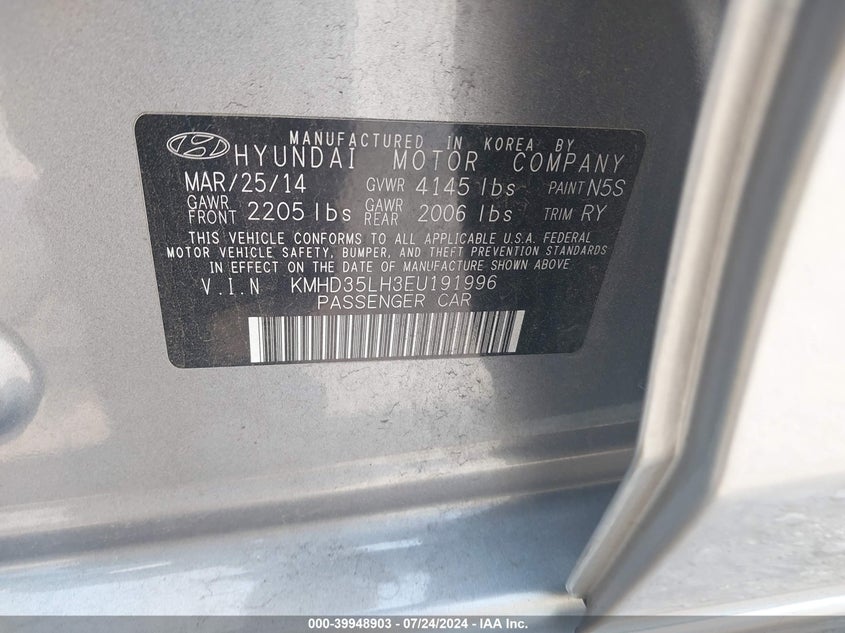 MANUFACTURED IN KOREA BY
HYUNDAI MOTOR COMPANY
MAR/25/14 GVWR 4145 lbs PAINT N5S
GAWR FRONT 2205 lbs GAWR REAR 2006 lbs TRIM RY
THIS VEHICLE CONFORMS TO ALL APPLICABLE U.S.A. FEDERAL
MOTOR VEHICLE SAFETY, BUMPER, AND THEFT PREVENTION STANDARDS
IN EFFECT ON THE DATE OF MANUFACTURE SHOWN ABOVE.
V.I.N KMHD35LH3EU191996
PASSENGER CAR
000-39948903 / 07/24/2024 - IAA Inc.